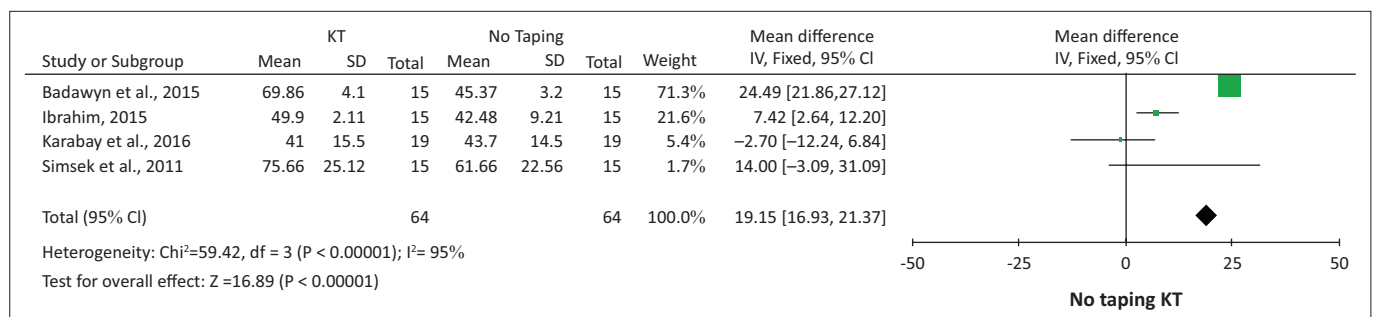 KT No Taping Mean difference Mean difference
Study or Subgroup Mean SD Total Mean SD Total Weight IV, Fixed, 95% Cl IV, Fixed, 95% Cl
Badawyn et al., 2015 69.86 4.1 15 45.37 3.2 15 71.3% 24.49 [21.86,27.12]
Ibrahim, 2015 49.9 2.11 15 42.48 9.21 15 21.6% 7.42 [2.64, 12.20]
Karabay et al., 2016 41 15.5 19 43.7 14.5 19 5.4% −2.70 [−12.24, 6.84]
Simsek et al., 2011 75.66 25.12 15 61.66 22.56 15 1.7% 14.00 [−3.09, 31.09]
Total (95% Cl) 64 64 100.0% 19.15 [16.93, 21.37]
Heterogeneity: Chi²=59.42, df = 3 (P < 0.00001); I²= 95%
Test for overall effect: Z =16.89 (P < 0.00001)
-50 -25 0 25 50
No taping KT